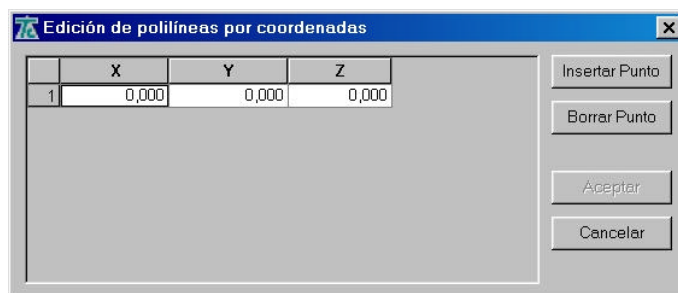 Edición de polilíneas por coordenadas
X Y Z
1 0,000 0,000 0,000
Insertar Punto
Borrar Punto
Aceptar
Cancelar